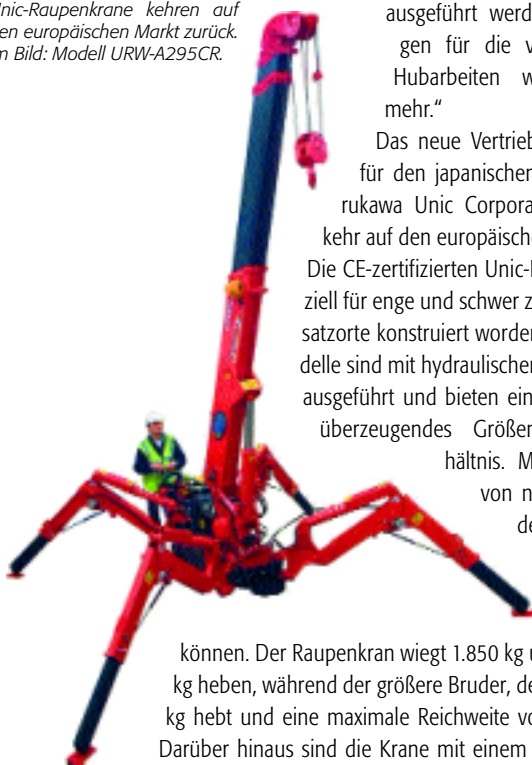 Unic-Raupenkrane kehren auf
en europäischen Markt zurück.
m Bild: Modell URW-A295CR.
ausgeführt werd
gen für die v
Hubarbeiten w
mehr.“
Das neue Vertrieb
für den japanischer
rukawa Unic Corpora
kehr auf den europäische
Die CE-zertifizierten Unic-
ziell für enge und schwer z
satzorte konstruiert worder
delle sind mit hydraulischer
ausgeführt und bieten ein
überzeugendes Größer
hältnis. M
von n
de
können. Der Raupenkran wiegt 1.850 kg u
kg heben, während der größere Bruder, de
kg hebt und eine maximale Reichweite vo
Darüber hinaus sind die Krane mit einem